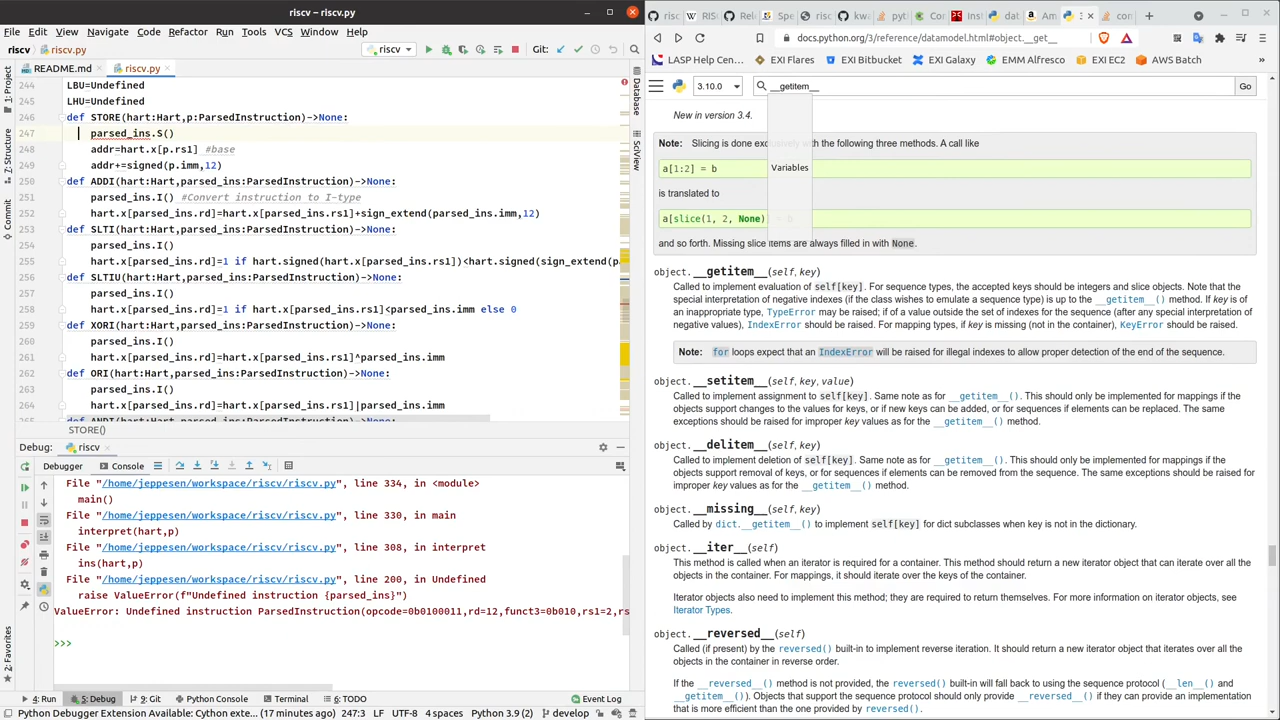 riscv – riscv.py
File Edit View Navigate Code Refactor Run Tools VCS Window Help
riscv riscv.py
riscv
Git:
README.md
riscv.py
244 LBU=Undefined
245 LHU=Undefined
246 def STORE(hart:Hart,p:ParsedInstruction)->None:
247 parsed_ins.S()
248 addr=hart.x[p.rs1] #base
249 addr+=signed(p.imm,12)
250 def ADDI(hart:Hart,parsed_ins:ParsedInstruction)->None:
251 parsed_ins.I() # Convert instruction to I-type
252 hart.x[parsed_ins.rd]=hart.x[parsed_ins.rs1]+sign_extend(parsed_ins.imm,12)
253 def SLTI(hart:Hart,parsed_ins:ParsedInstruction)->None:
254 parsed_ins.I()
255 hart.x[parsed_ins.rd]=1 if hart.signed(hart.x[parsed_ins.rs1])<hart.signed(sign_extend(p
256 def SLTIU(hart:Hart parsed_ins:ParsedInstruction)->None:
257 parsed_ins.I()
258 hart.x[parsed_ins.rd]=1 if hart.x[parsed_ins.rs1]<parsed_ins.imm else 0
259 def XORI(hart:Hart,parsed_ins:ParsedInstruction)->None:
260 parsed_ins.I()
261 hart.x[parsed_ins.rd]=hart.x[parsed_ins.rs1]^parsed_ins.imm
262 def ORI(hart:Hart,parsed_ins:ParsedInstruction)->None:
263 parsed_ins.I()
264 hart.x[parsed_ins.rd]=hart.x[parsed_ins.rs1]|parsed_ins.imm
STORE()
1: Project
7: Structure
Commit
2: Favorites
Database
SciView
Debug: riscv
Debugger Console
File "/home/jeppesen/workspace/riscv/riscv.py", line 334, in <module>
main()
File "/home/jeppesen/workspace/riscv/riscv.py", line 330, in main
interpret(hart,p)
File "/home/jeppesen/workspace/riscv/riscv.py", line 308, in interpret
ins(hart,p)
File "/home/jeppesen/workspace/riscv/riscv.py", line 200, in Undefined
raise ValueError(f"Undefined instruction {parsed_ins}")
ValueError: Undefined instruction ParsedInstruction(opcode=0b0100011,rd=12,funct3=0b010,rs1=2,rs
>>>
4: Run 5: Debug 9: Git Python Console Terminal 6: TODO Event Log
Python Debugger Extension Available: Cython exte... (17 minutes ago) 247:3 LF UTF-8 4 spaces Python 3.9 (2) develop
docs.python.org/3/reference/datamodel.html#object.__get_
LASP Help Cen... EXI Flares EXI Bitbucket EXI Galaxy EMM Alfresco EXI EC2 AWS Batch
3.10.0 __getitem__ Go
New in version 3.4.
Note: Slicing is done exclusively with the following three methods. A call like
a[1:2] = b
Variables
is translated to
a[slice(1, 2, None)
and so forth. Missing slice items are always filled in with None.
object.__getitem__(self, key)
Called to implement evaluation of self[key]. For sequence types, the accepted keys should be integers and slice objects. Note that the
special interpretation of negative indexes (if the class wishes to emulate a sequence type) is up to the __getitem__() method. If key is of
an inappropriate type, TypeError may be raised; if of a value outside the set of indexes for the sequence (after any special interpretation of
negative values), IndexError should be raised. For mapping types, if key is missing (not in the container), KeyError should be raised.
Note: for loops expect that an IndexError will be raised for illegal indexes to allow proper detection of the end of the sequence.
object.__setitem__(self, key, value)
Called to implement assignment to self[key]. Same note as for __getitem__(). This should only be implemented for mappings if the
objects support changes to the values for keys, or if new keys can be added, or for sequences if elements can be replaced. The same
exceptions should be raised for improper key values as for the __getitem__() method.
object.__delitem__(self, key)
Called to implement deletion of self[key]. Same note as for __getitem__(). This should only be implemented for mappings if the
objects support removal of keys, or for sequences if elements can be removed from the sequence. The same exceptions should be raised for
improper key values as for the __getitem__() method.
object.__missing__(self, key)
Called by dict.__getitem__() to implement self[key] for dict subclasses when key is not in the dictionary.
object.__iter__(self)
This method is called when an iterator is required for a container. This method should return a new iterator object that can iterate over all the
objects in the container. For mappings, it should iterate over the keys of the container.
Iterator objects also need to implement this method; they are required to return themselves. For more information on iterator objects, see
Iterator Types.
object.__reversed__(self)
Called (if present) by the reversed() built-in to implement reverse iteration. It should return a new iterator object that iterates over all the
objects in the container in reverse order.
If the __reversed__() method is not provided, the reversed() built-in will fall back to using the sequence protocol (__len__() and
__getitem__()). Objects that support the sequence protocol should only provide __reversed__() if they can provide an implementation
that is more efficient than the one provided by reversed().